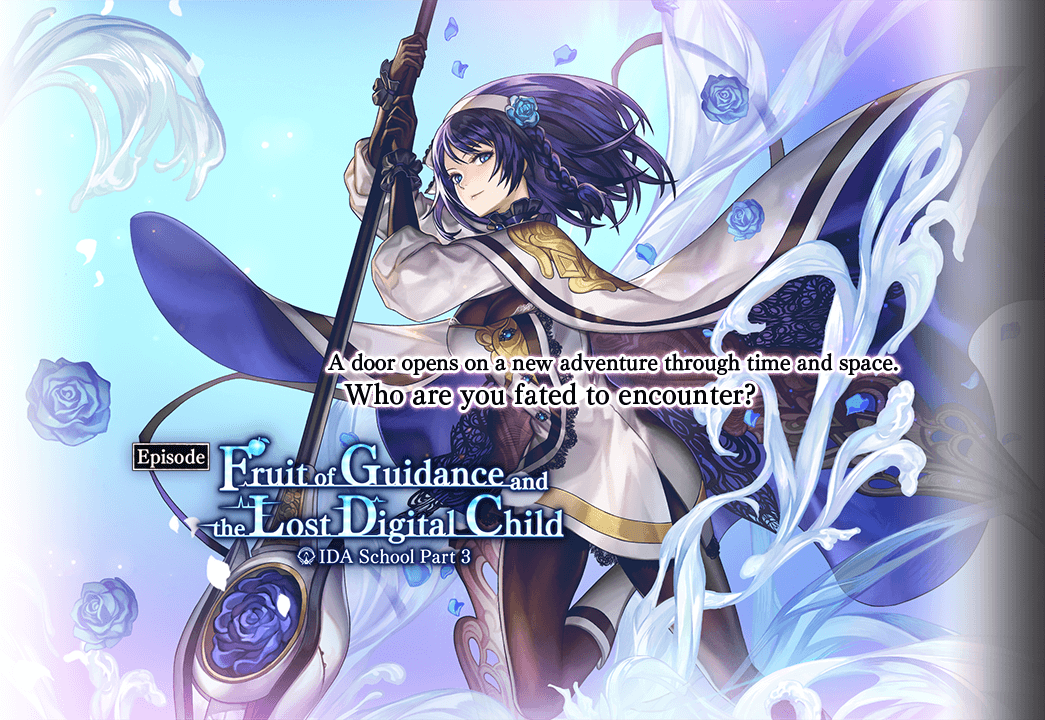 A door opens on a new adventure through time and space.
Who are you fated to encounter?
Episode
Fruit of Guidance and
the Lost Digital Child
IDA School Part 3